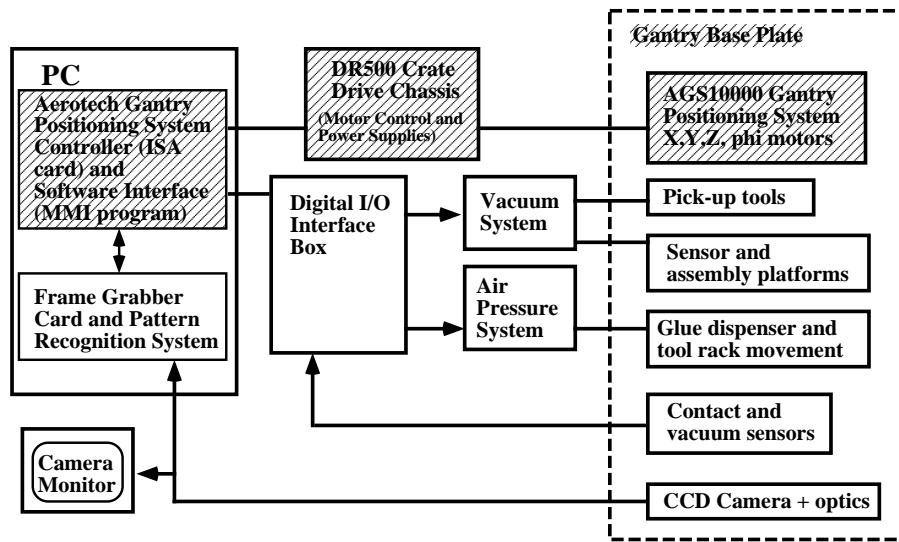 PC
Aerotech Gantry
Positioning System
Controller (ISA
card) and
Software Interface
(MMI program)
Frame Grabber
Card and Pattern
Recognition System
Camera
Monitor
DR500 Crate
Drive Chassis
(Motor Control and
Power Supplies)
Digital I/O
Interface
Box
Vacuum
System
Air
Pressure
System
Gantry Base Plate
AGS10000 Gantry
Positioning System
X,Y,Z, phi motors
Pick-up tools
Sensor and
assembly platforms
Glue dispenser and
tool rack movement
Contact and
vacuum sensors
CCD Camera + optics